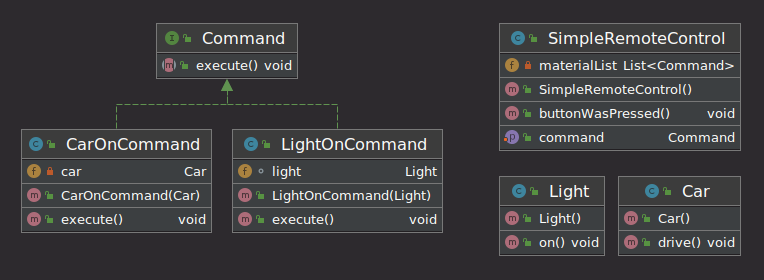 Command
execute() void
CarOnCommand
car Car
CarOnCommand(Car)
execute() void
LightOnCommand
light Light
LightOnCommand(Light)
execute() void
SimpleRemoteControl
materialList List<Command>
SimpleRemoteControl()
buttonWasPressed() void
command Command
Light
Light()
on() void
Car
Car()
drive() void